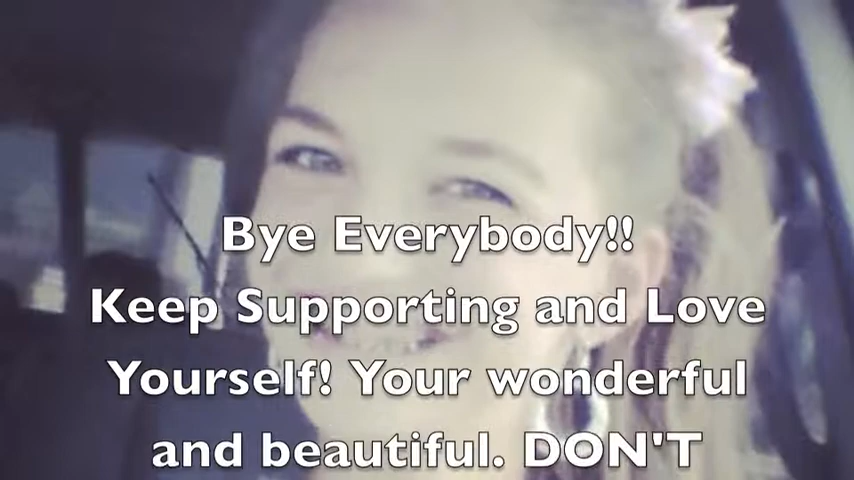 Bye Everybody!!
Keep Supporting and Love
Yourself! Your wonderful
and beautiful. DON'T